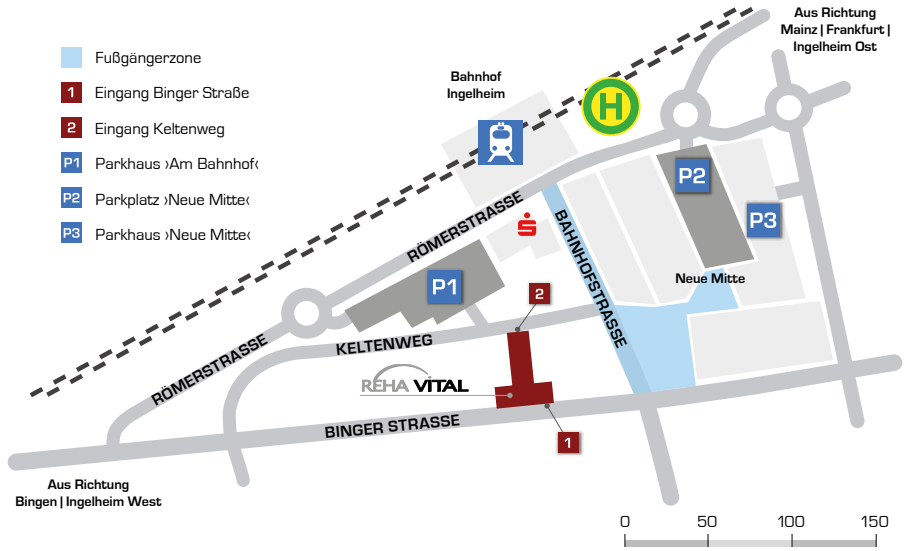 Aus Richtung
Mainz | Frankfurt |
Ingelheim Ost
Fußgängerzone
1 Eingang Binger Straße
2 Eingang Keltenweg
P1 Parkhaus ›Am Bahnhof‹
P2 Parkplatz ›Neue Mitte‹
P3 Parkhaus ›Neue Mitte‹
Bahnhof
Ingelheim
H
P2
P3
RÖMERSTRASSE
S
BAHNHOFSTRASSE
Neue Mitte
P1
2
RÖMERSTRASSE
KELTENWEG
REHA VITAL
BINGER STRASSE
1
Aus Richtung
Bingen | Ingelheim West
0 50 100 150